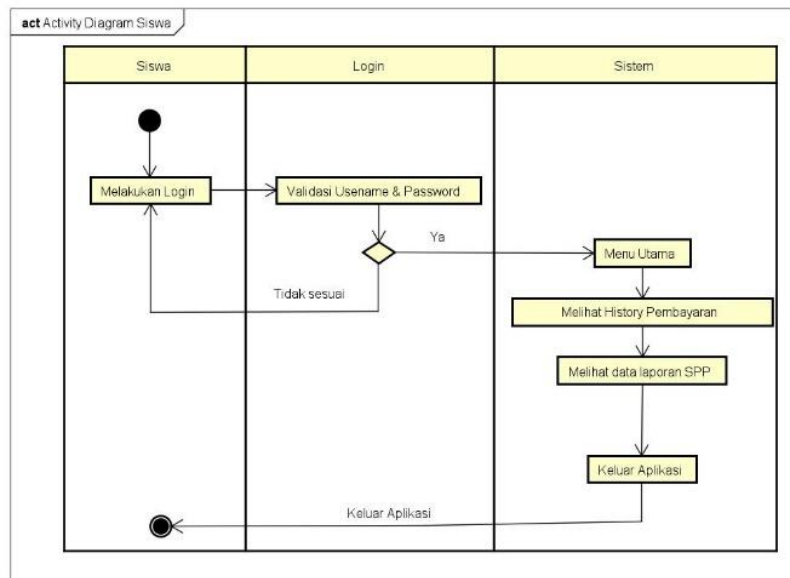 act Activity Diagram Siswa
Siswa
Login
Sistem
Melakukan Login
Validasi Usename & Password
Ya
Menu Utama
Tidak sesuai
Melihat History Pembayaran
Melihat data laporan SPP
Keluar Aplikasi
Keluar Aplikasi